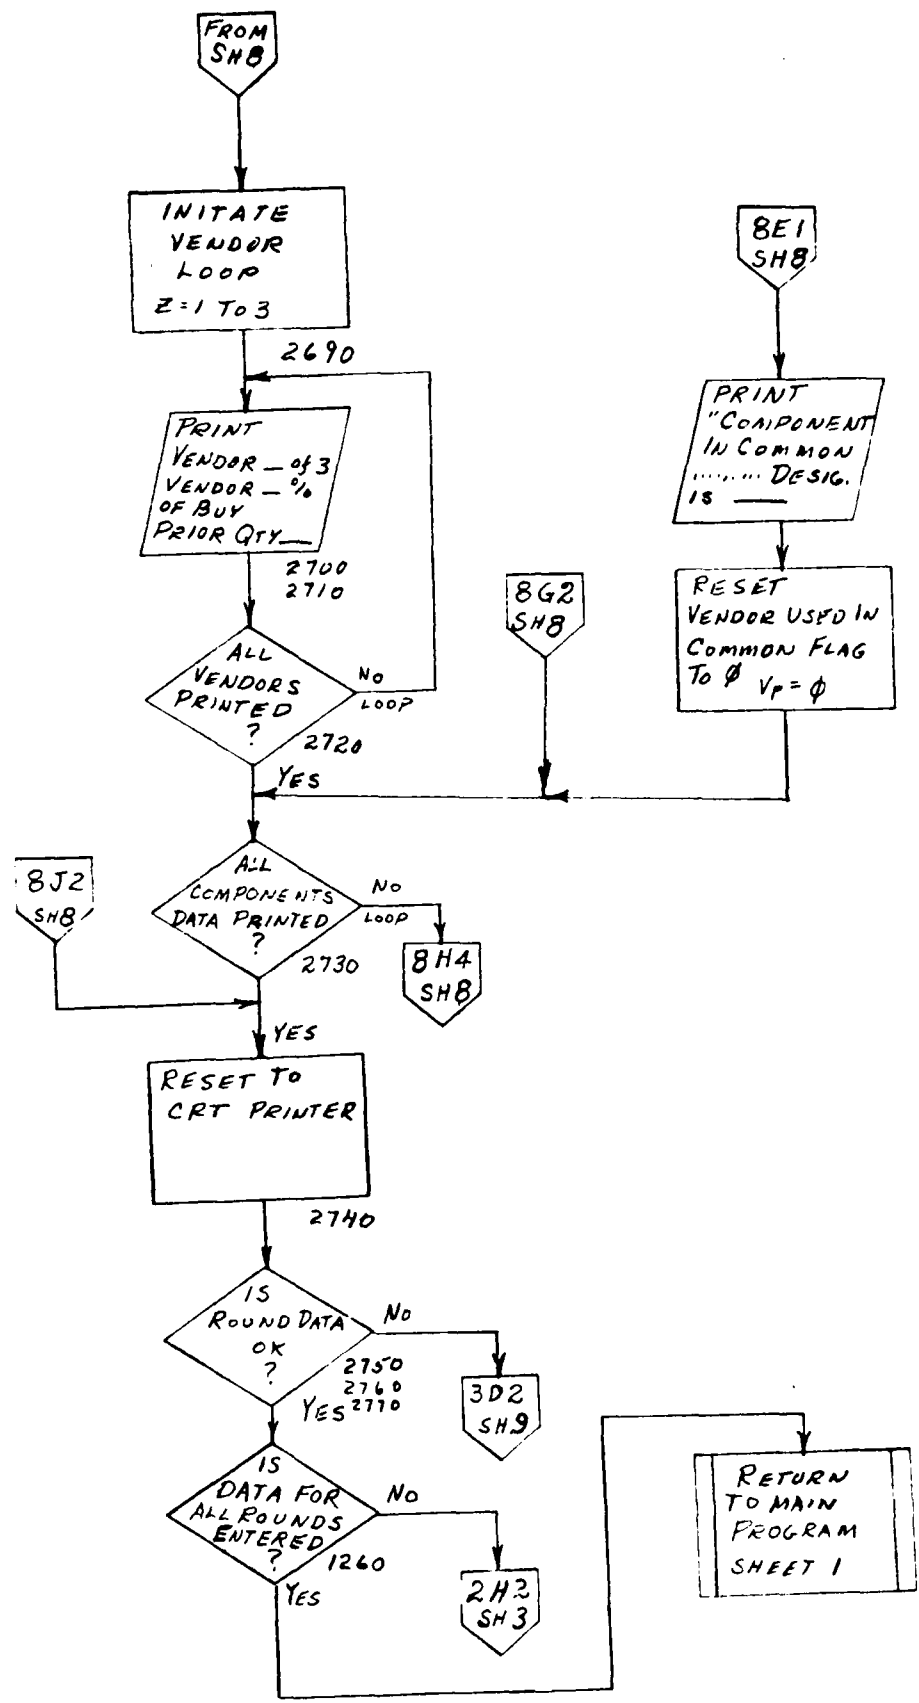 FROM
SH8
INITATE
VENDOR
LOOP
Z=1 TO 3
2690
8E1
SH8
PRINT
"COMPONENT
IN COMMON
........ DESIG.
IS ___
PRINT
VENDOR _ of 3
VENDOR _ %
OF BUY
PRIOR QTY __
2700
2710
RESET
VENDOR USED IN
COMMON FLAG
TO Ø Vp = Ø
8G2
SH8
ALL
VENDORS
PRINTED
?
NO
LOOP
2720
YES
8J2
SH8
ALL
COMPONENTS
DATA PRINTED
?
NO
LOOP
2730
8H4
SH8
YES
RESET TO
CRT PRINTER
2740
IS
ROUND DATA
OK
?
NO
2750
2760
2770
YES
3D2
SH9
IS
DATA FOR
ALL ROUNDS
ENTERED
?
NO
1260
YES
2H2
SH3
RETURN
TO MAIN
PROGRAM
SHEET 1